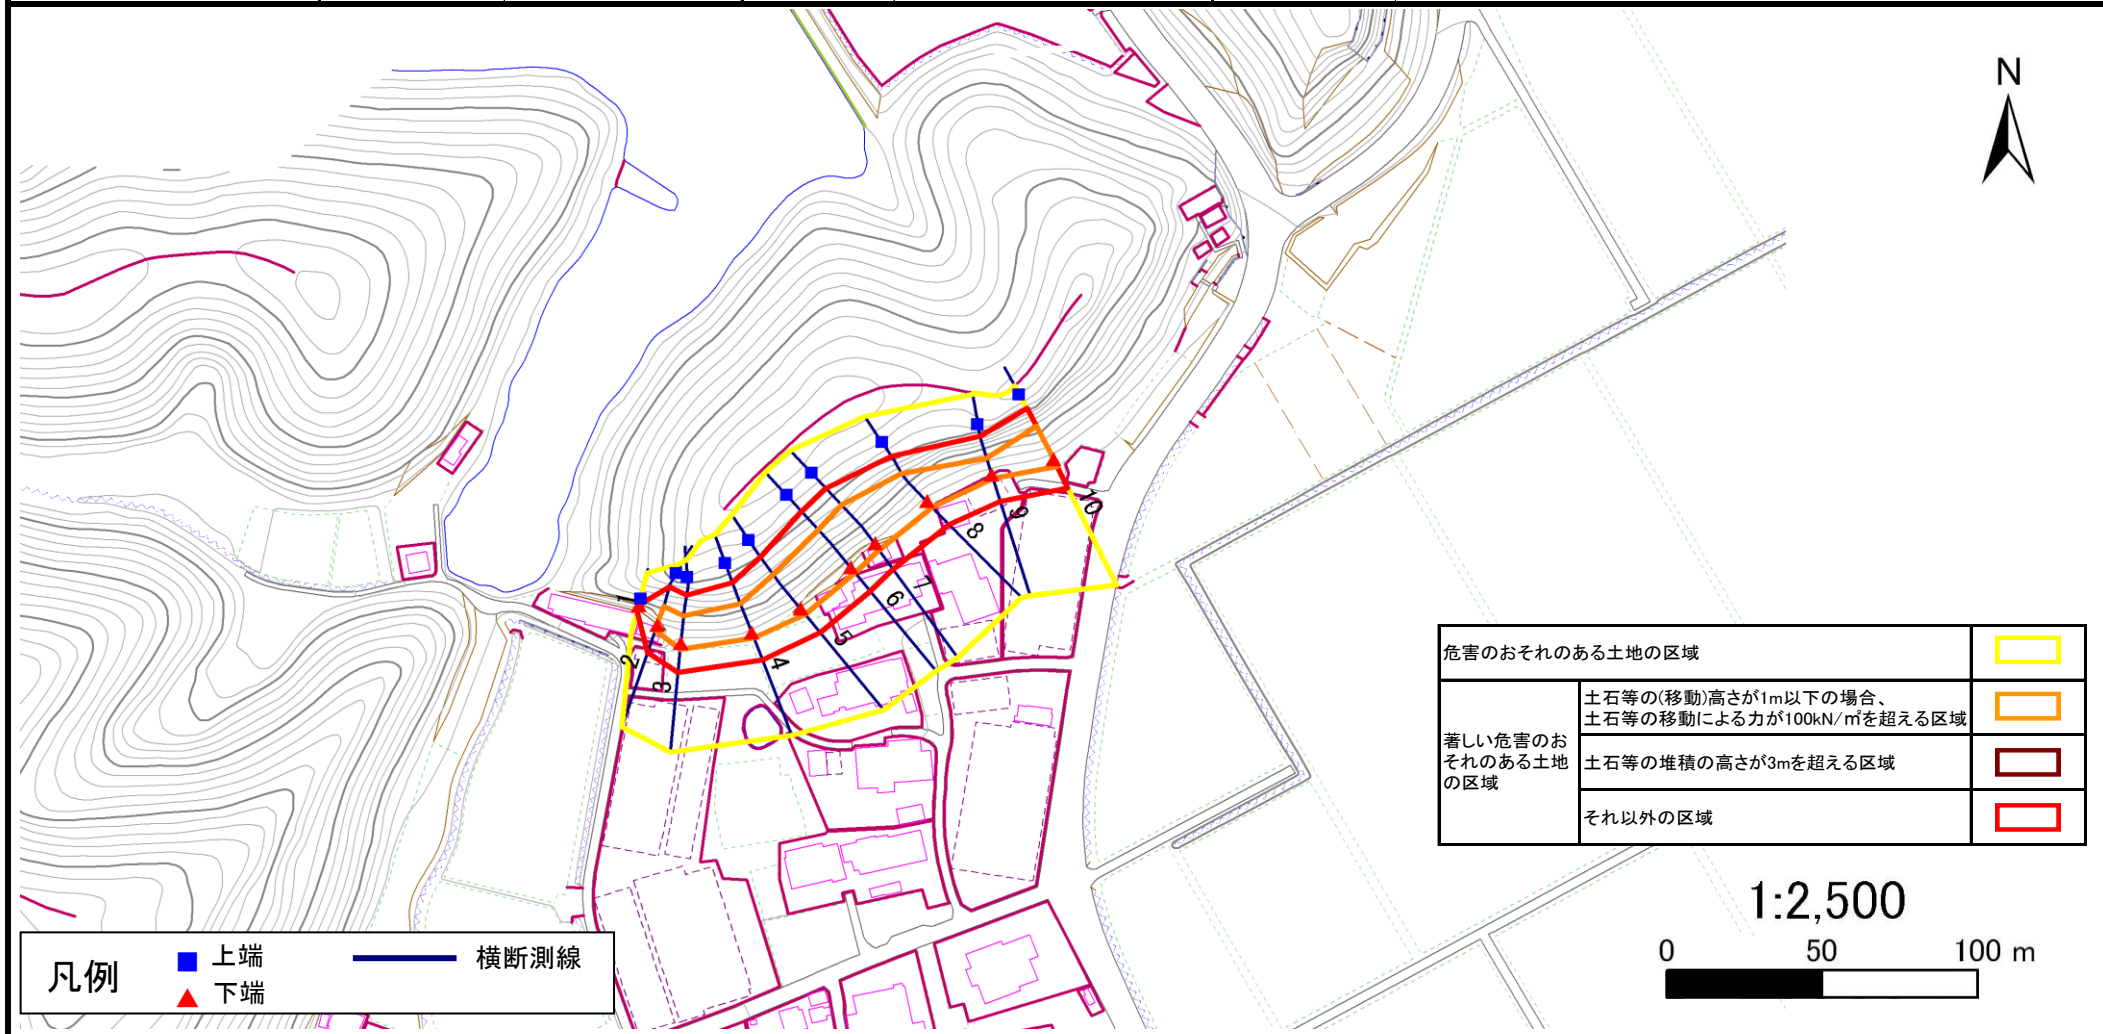 N
1
2
3
4
5
6
7
8
9
10
危害のおそれのある土地の区域
著しい危害のお
それのある土地
の区域
土石等の(移動)高さが1m以下の場合、
土石等の移動による力が100kN/㎡を超える区域
土石等の堆積の高さが3mを超える区域
それ以外の区域
1:2,500
0 50 100 m
凡例
上端
下端
横断測線